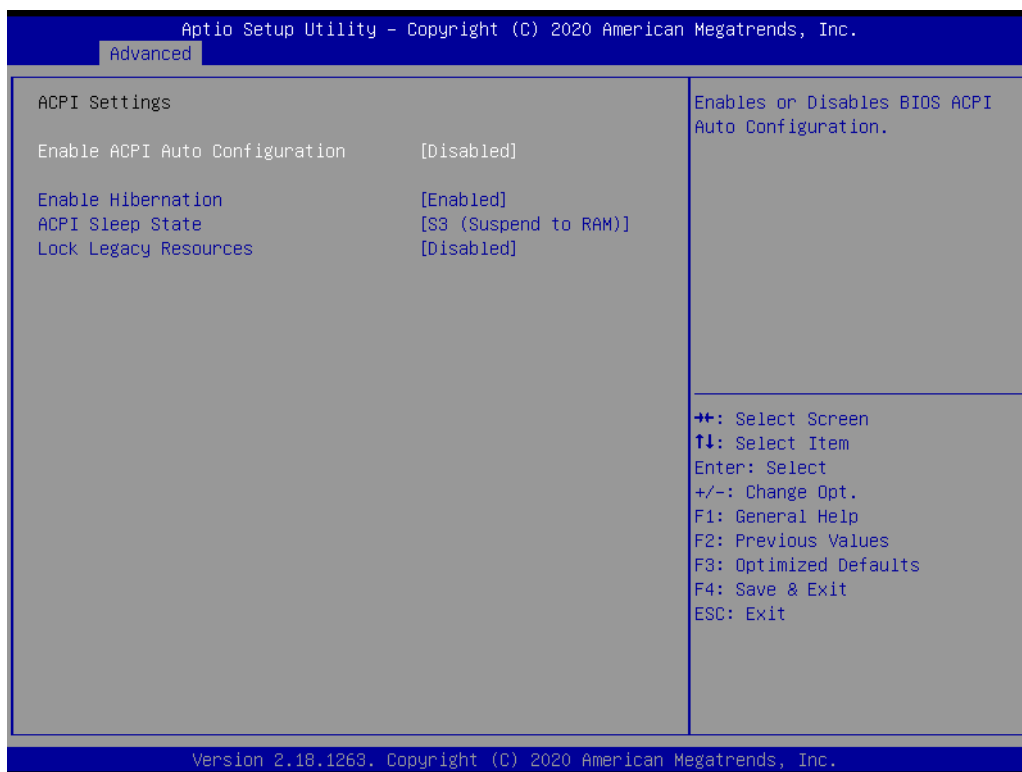 Aptio Setup Utility – Copyright (C) 2020 American Megatrends, Inc.
Advanced
ACPI Settings
Enable ACPI Auto Configuration [Disabled]
Enable Hibernation [Enabled]
ACPI Sleep State [S3 (Suspend to RAM)]
Lock Legacy Resources [Disabled]
Enables or Disables BIOS ACPI
Auto Configuration.
→←: Select Screen
↑↓: Select Item
Enter: Select
+/-: Change Opt.
F1: General Help
F2: Previous Values
F3: Optimized Defaults
F4: Save & Exit
ESC: Exit
Version 2.18.1263. Copyright (C) 2020 American Megatrends, Inc.